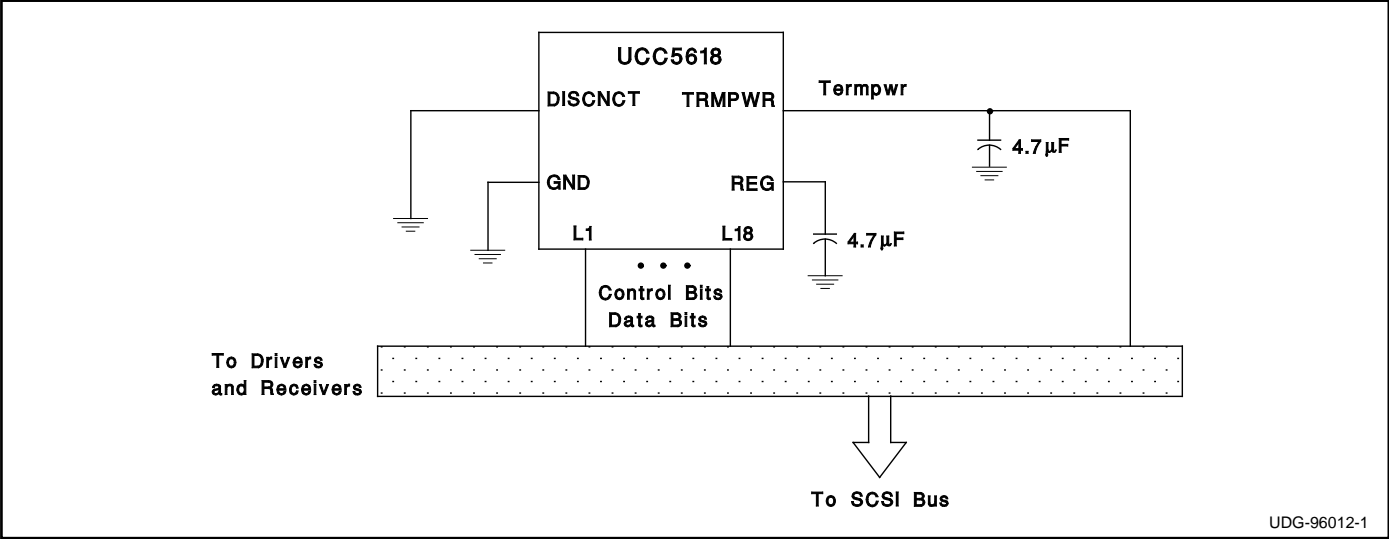 UCC5618
DISCNCT TRMPWR
Termpwr
4.7µF
GND REG
L1 L18
4.7µF
• • •
Control Bits
Data Bits
To Drivers
and Receivers
To SCSI Bus
UDG-96012-1